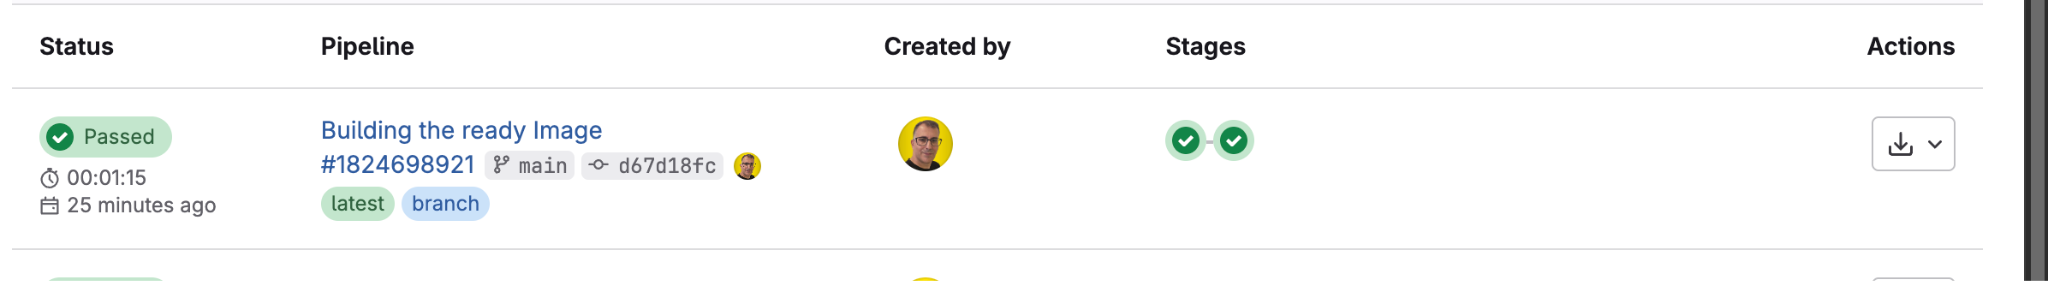 Status Pipeline Created by Stages Actions
Passed
00:01:15
25 minutes ago
Building the ready Image
#1824698921 main d67d18fc
latest branch